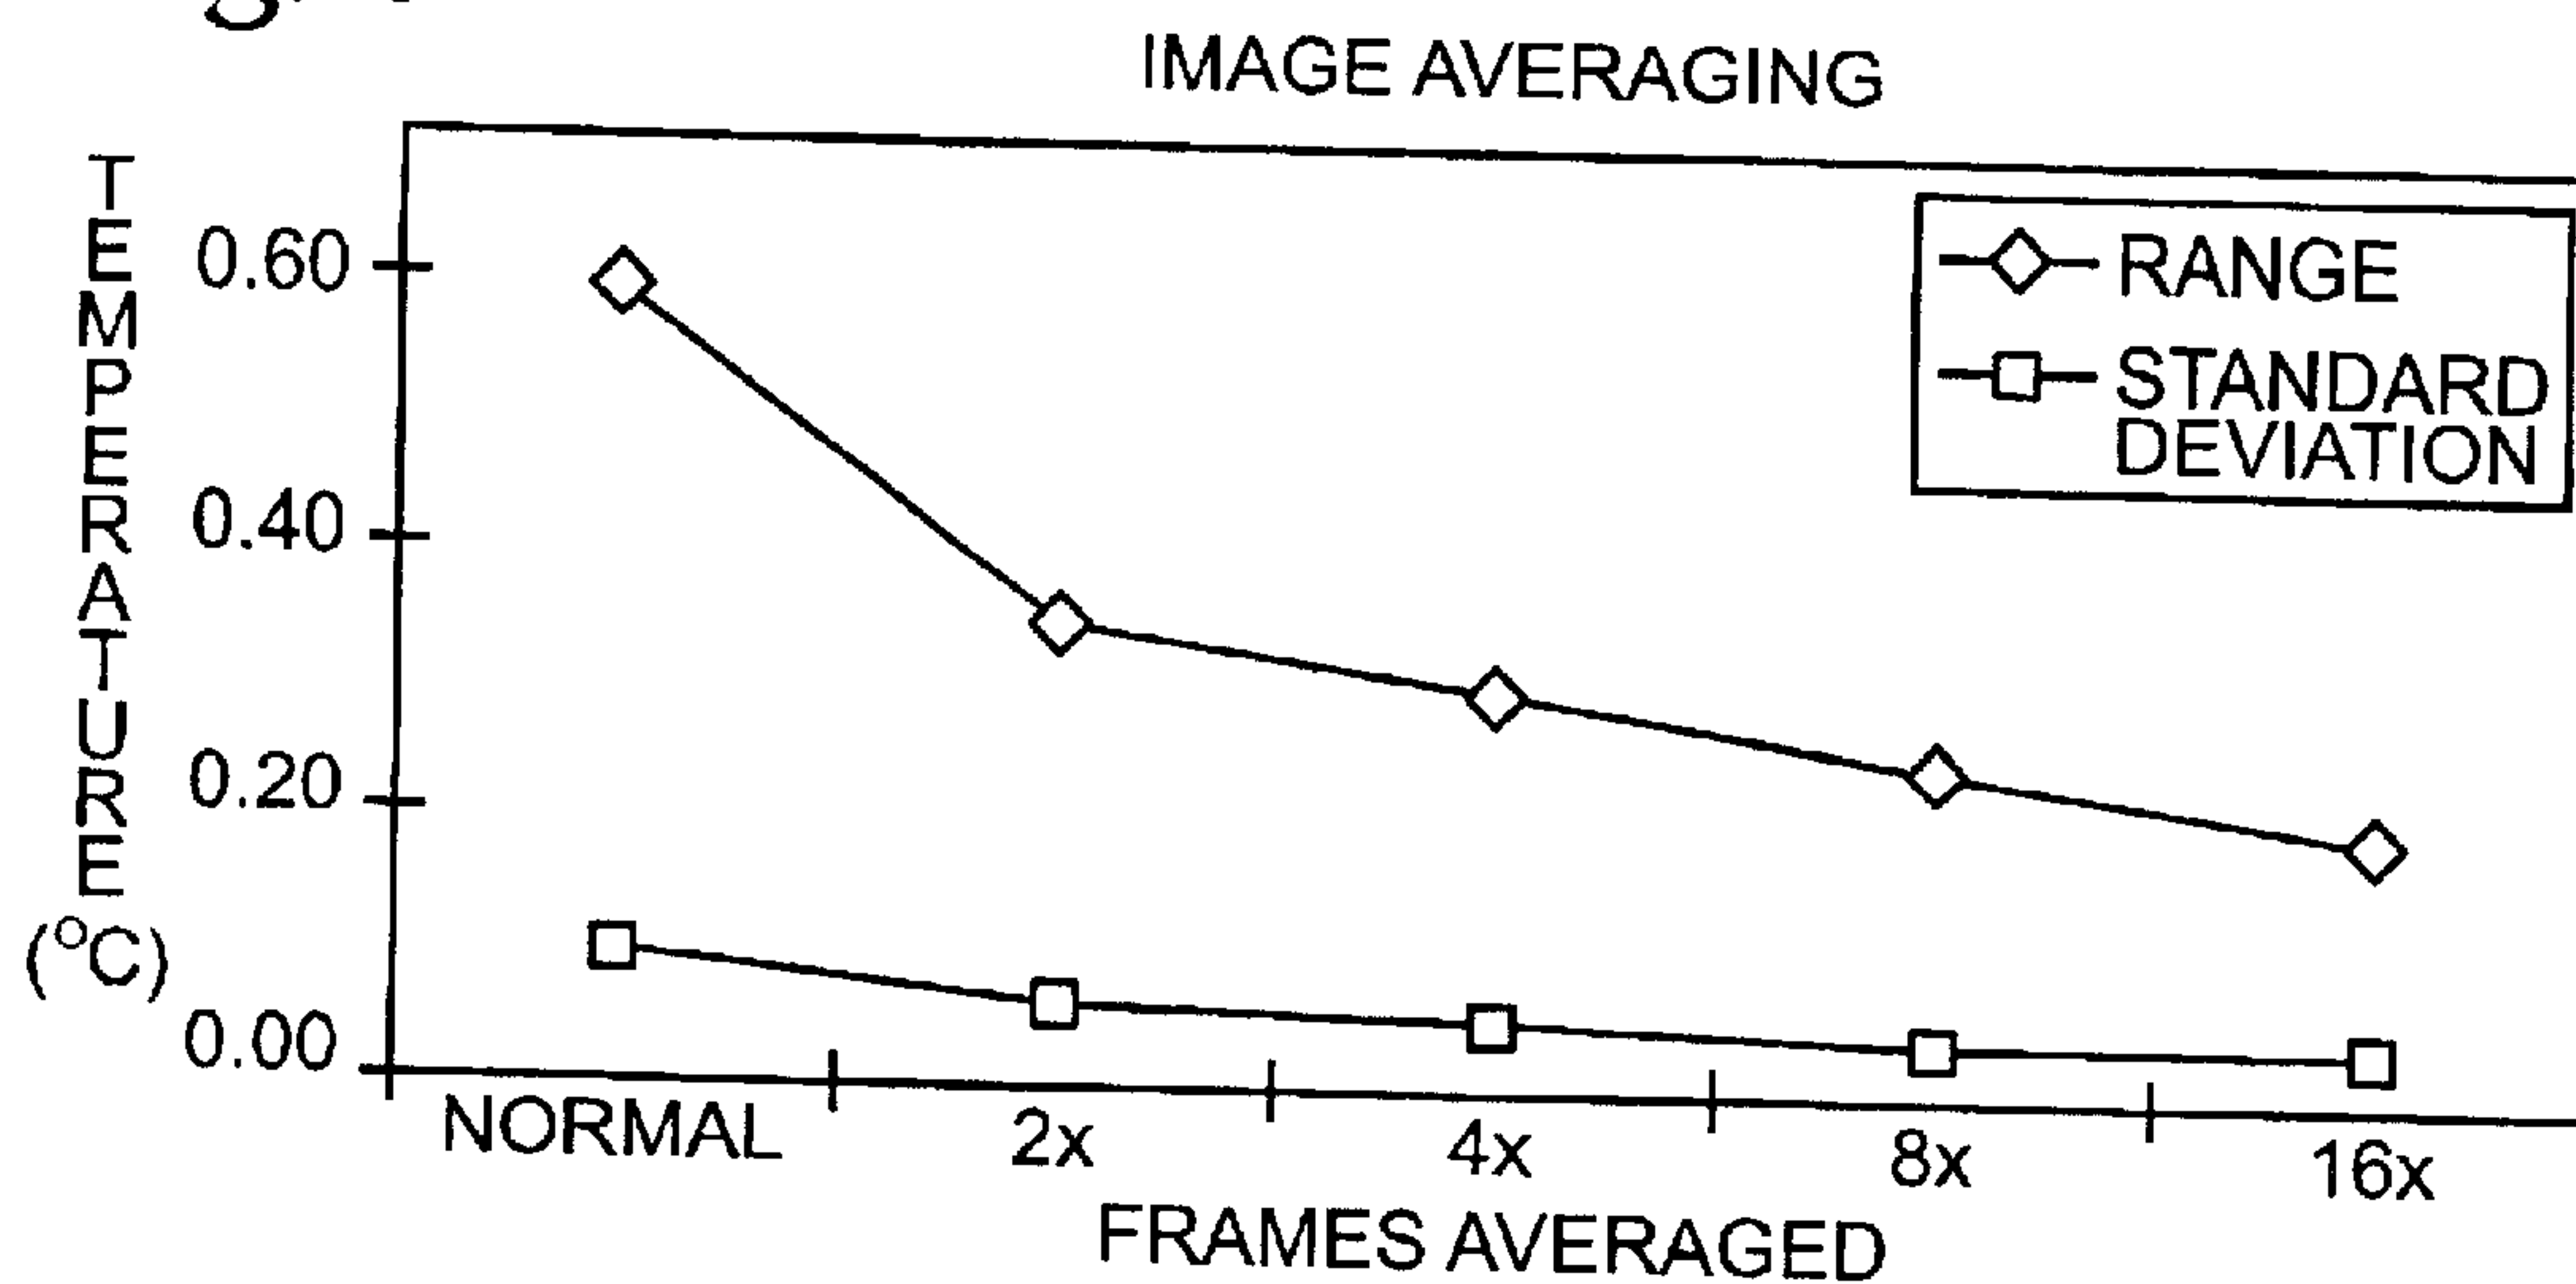 IMAGE AVERAGING
TEMPERATURE
(°C)
0.60
0.40
0.20
0.00
RANGE
STANDARD
DEVIATION
NORMAL
2x
4x
8x
16x
FRAMES AVERAGED